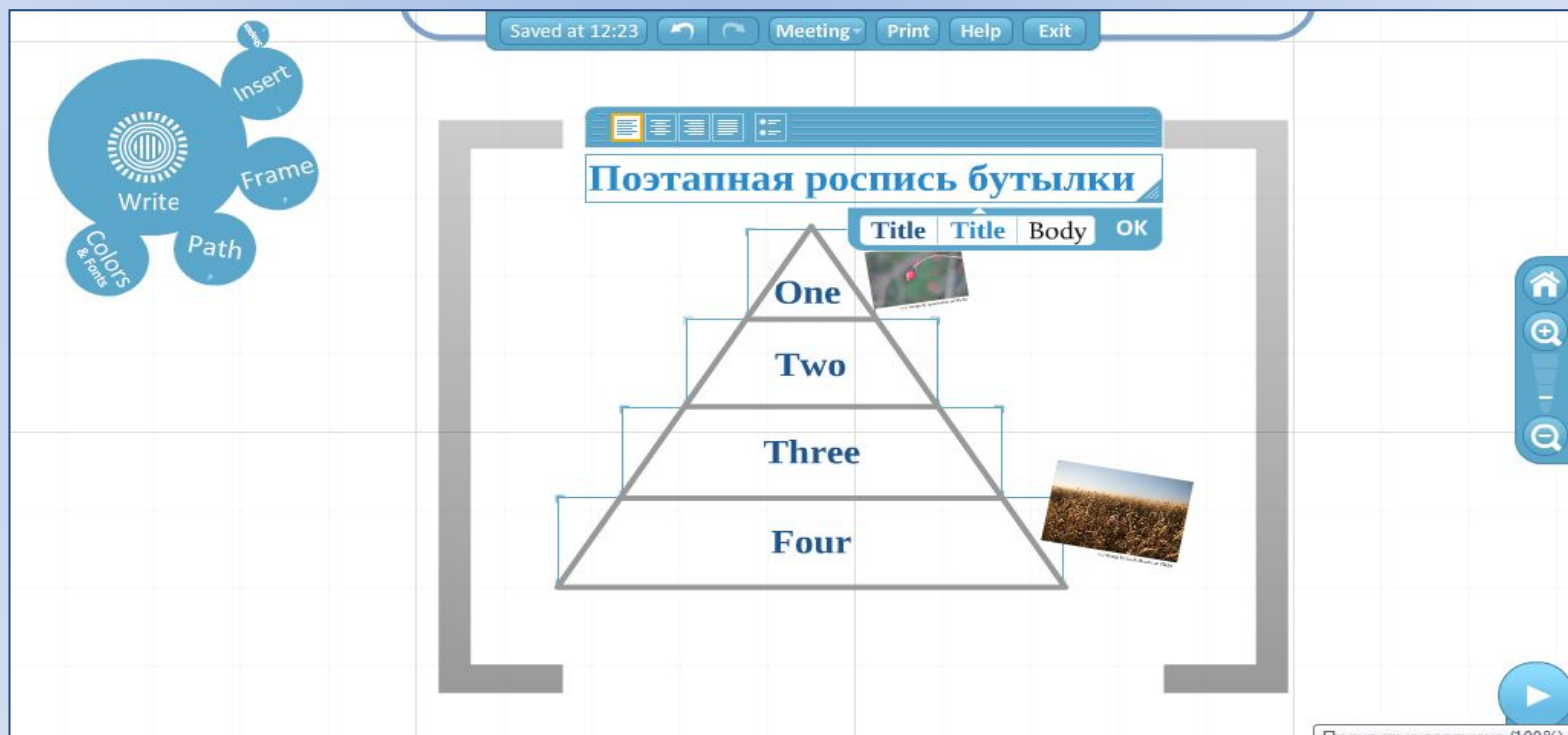 Saved at 12:23 Meeting Print Help Exit
Insert
Write
Frame
Path
Colors
& Fonts
Поэтапная роспись бутылки
Title Title Body OK
One
Two
Three
Four